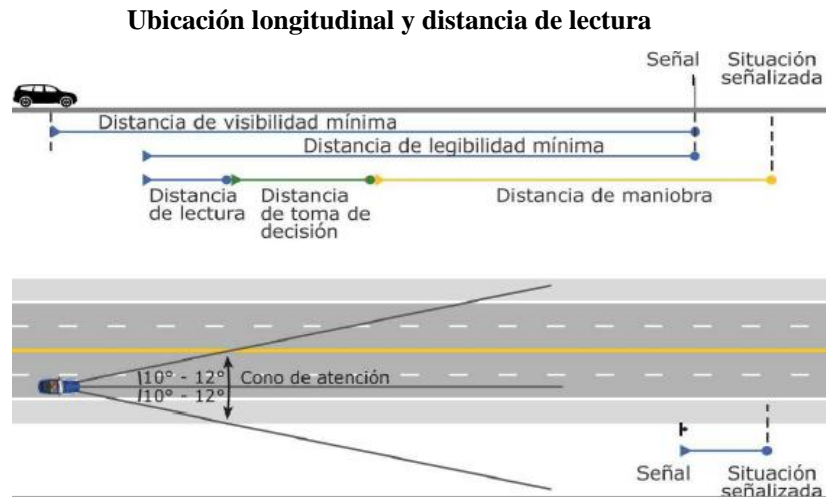 Ubicación longitudinal y distancia de lectura
Señal
Situación
señalizada
Distancia de visibilidad mínima
Distancia de legibilidad mínima
Distancia
de lectura
Distancia
de toma de
decisión
Distancia de maniobra
10° - 12°
Cono de atención
10° - 12°
Señal
Situación
señalizada